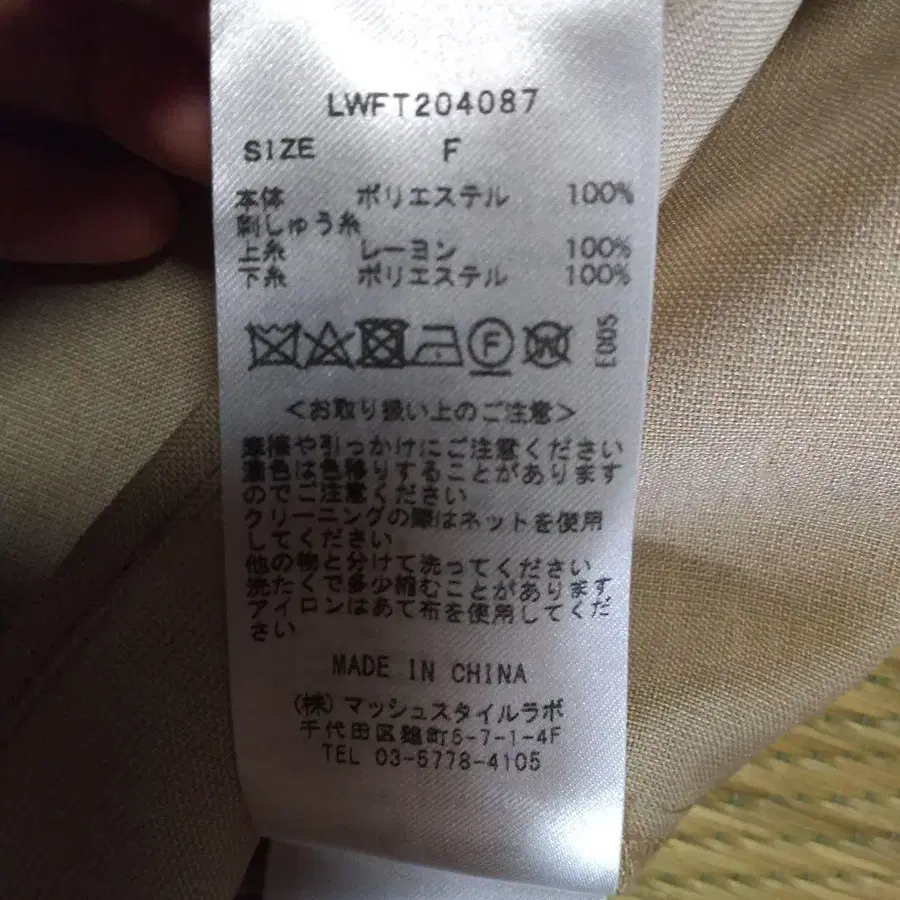 LWFT204087
SIZE F
本体 ポリエステル 100%
刺しゅう糸
上糸 レーヨン 100%
下糸 ポリエステル 100%
F W E00S
<お取り扱い上のご注意>
摩擦や引っかけにご注意ください
濃色は色移りすることがあります
のでご注意ください
クリーニングの際はネットを使用
してください
他の物と分けて洗ってください
洗たくで多少縮むことがあります
アイロンはあて布を使用してくだ
さい
MADE IN CHINA
(株)マッシュスタイルラボ
千代田区麹町5-7-1-4F
TEL 03-5778-4105